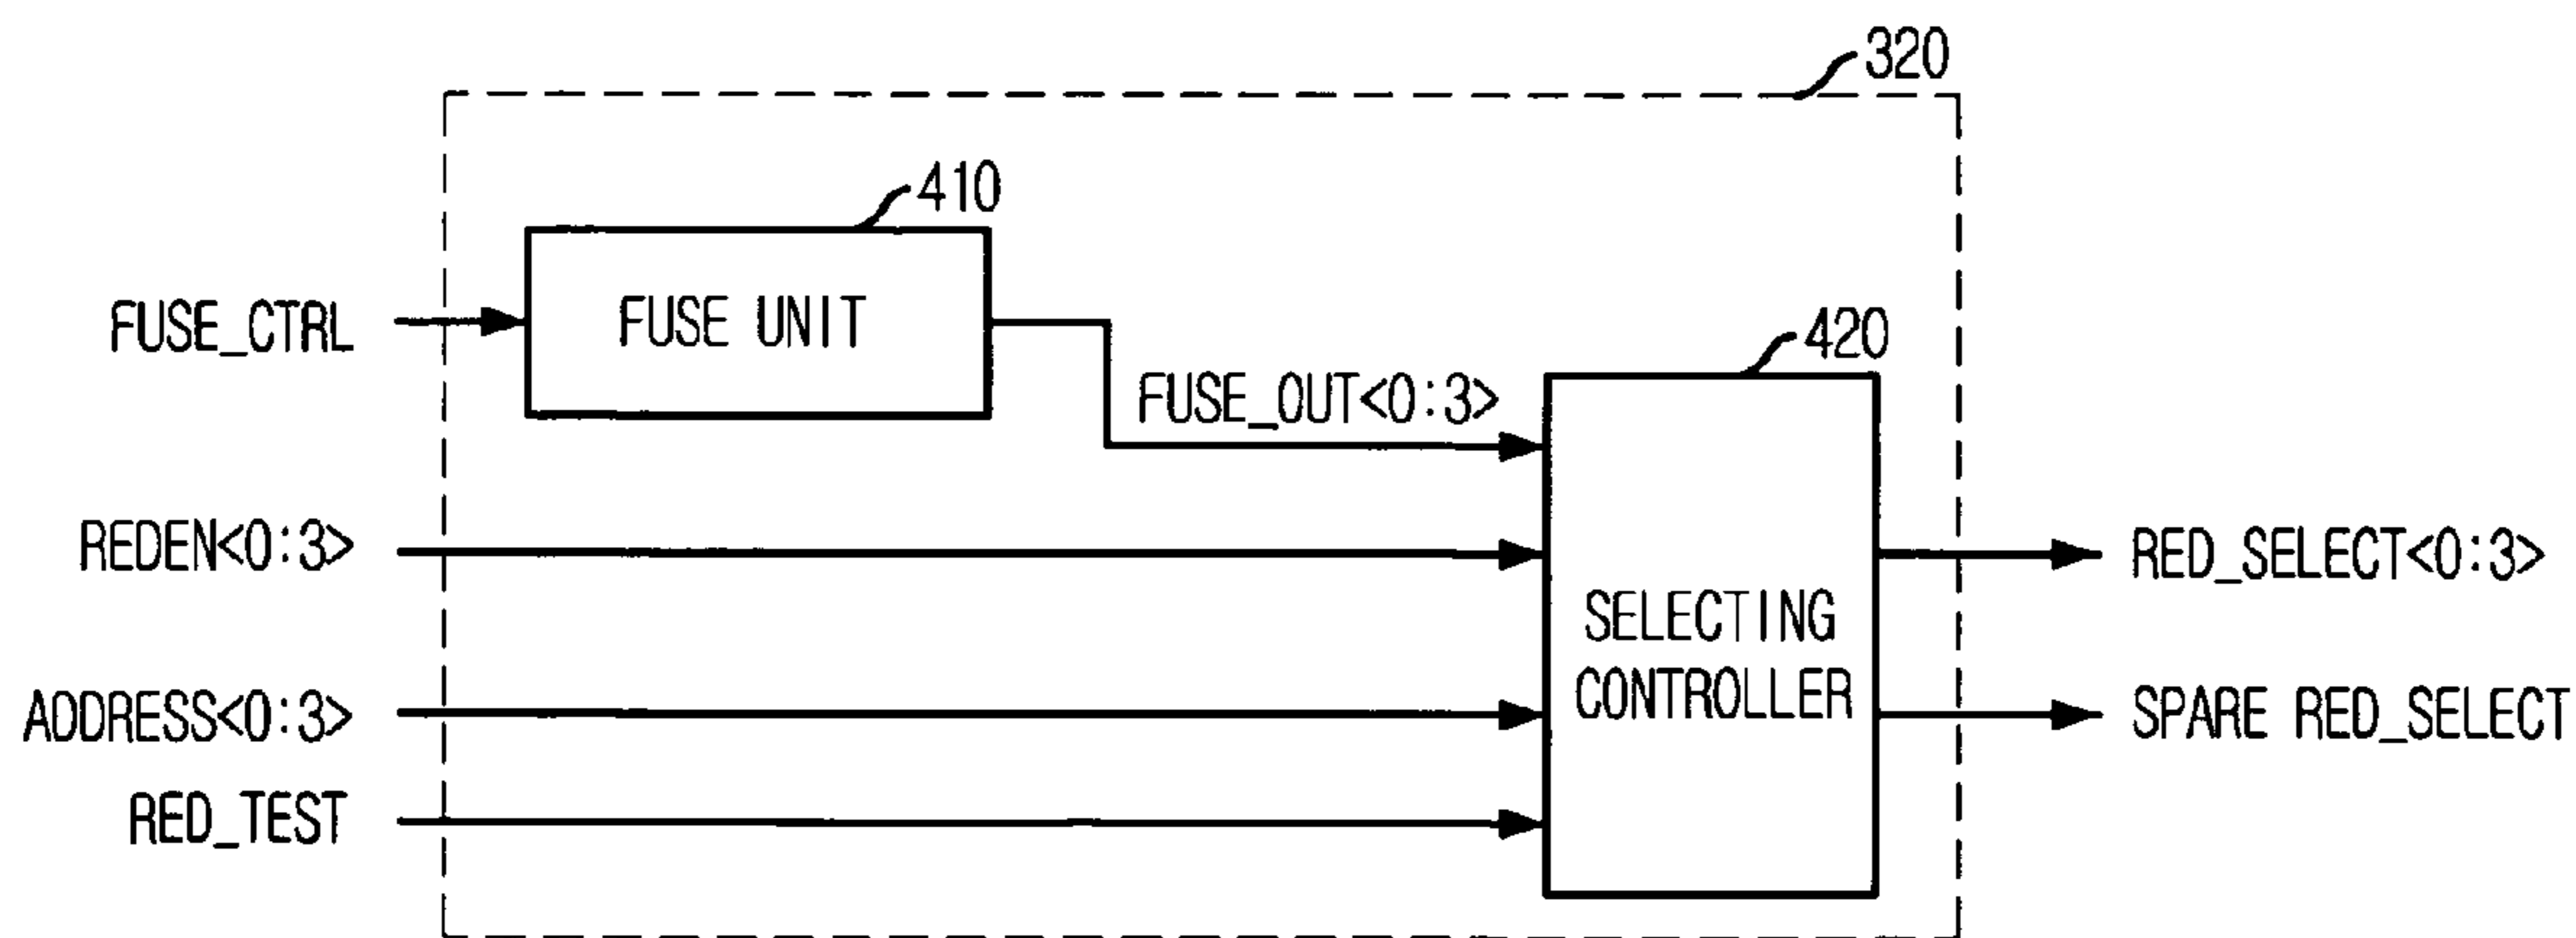 320
410
FUSE_CTRL
FUSE UNIT
420
FUSE_OUT<0:3>
REDEN<0:3>
RED_SELECT<0:3>
SELECTING
CONTROLLER
ADDRESS<0:3>
SPARE RED_SELECT
RED_TEST